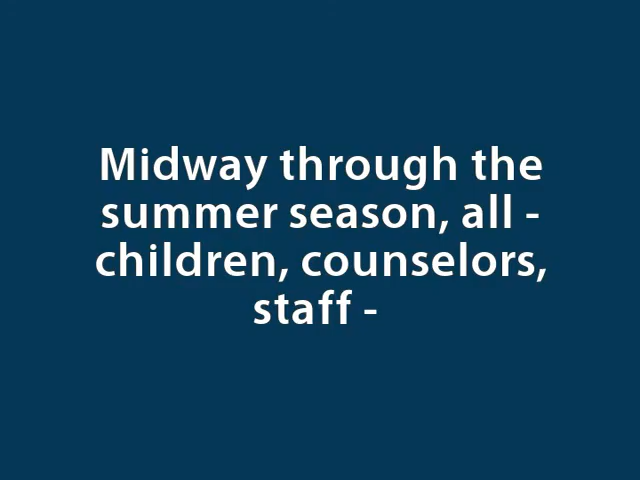 Midway through the
summer season, all -
children, counselors,
staff -